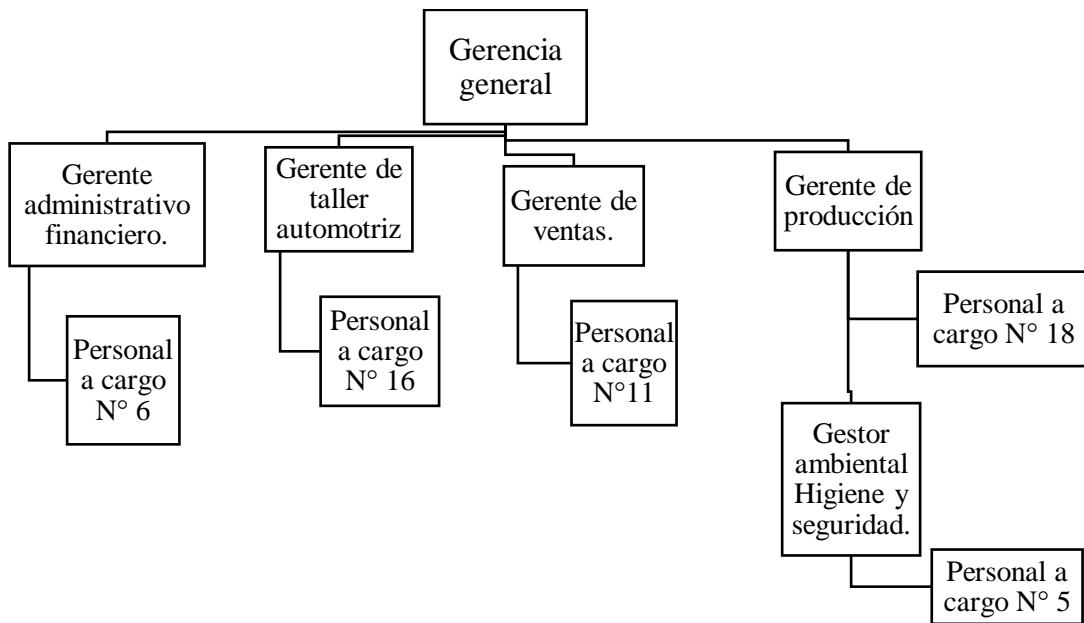 Gerencia
general
Gerente
administrativo
financiero.
Gerente de
taller
automotriz
Gerente de
ventas.
Gerente de
producción
Personal
a cargo
N° 6
Personal
a cargo
N° 16
Personal
a cargo
N°11
Personal a
cargo N° 18
Gestor
ambiental
Higiene y
seguridad.
Personal a
cargo N° 5